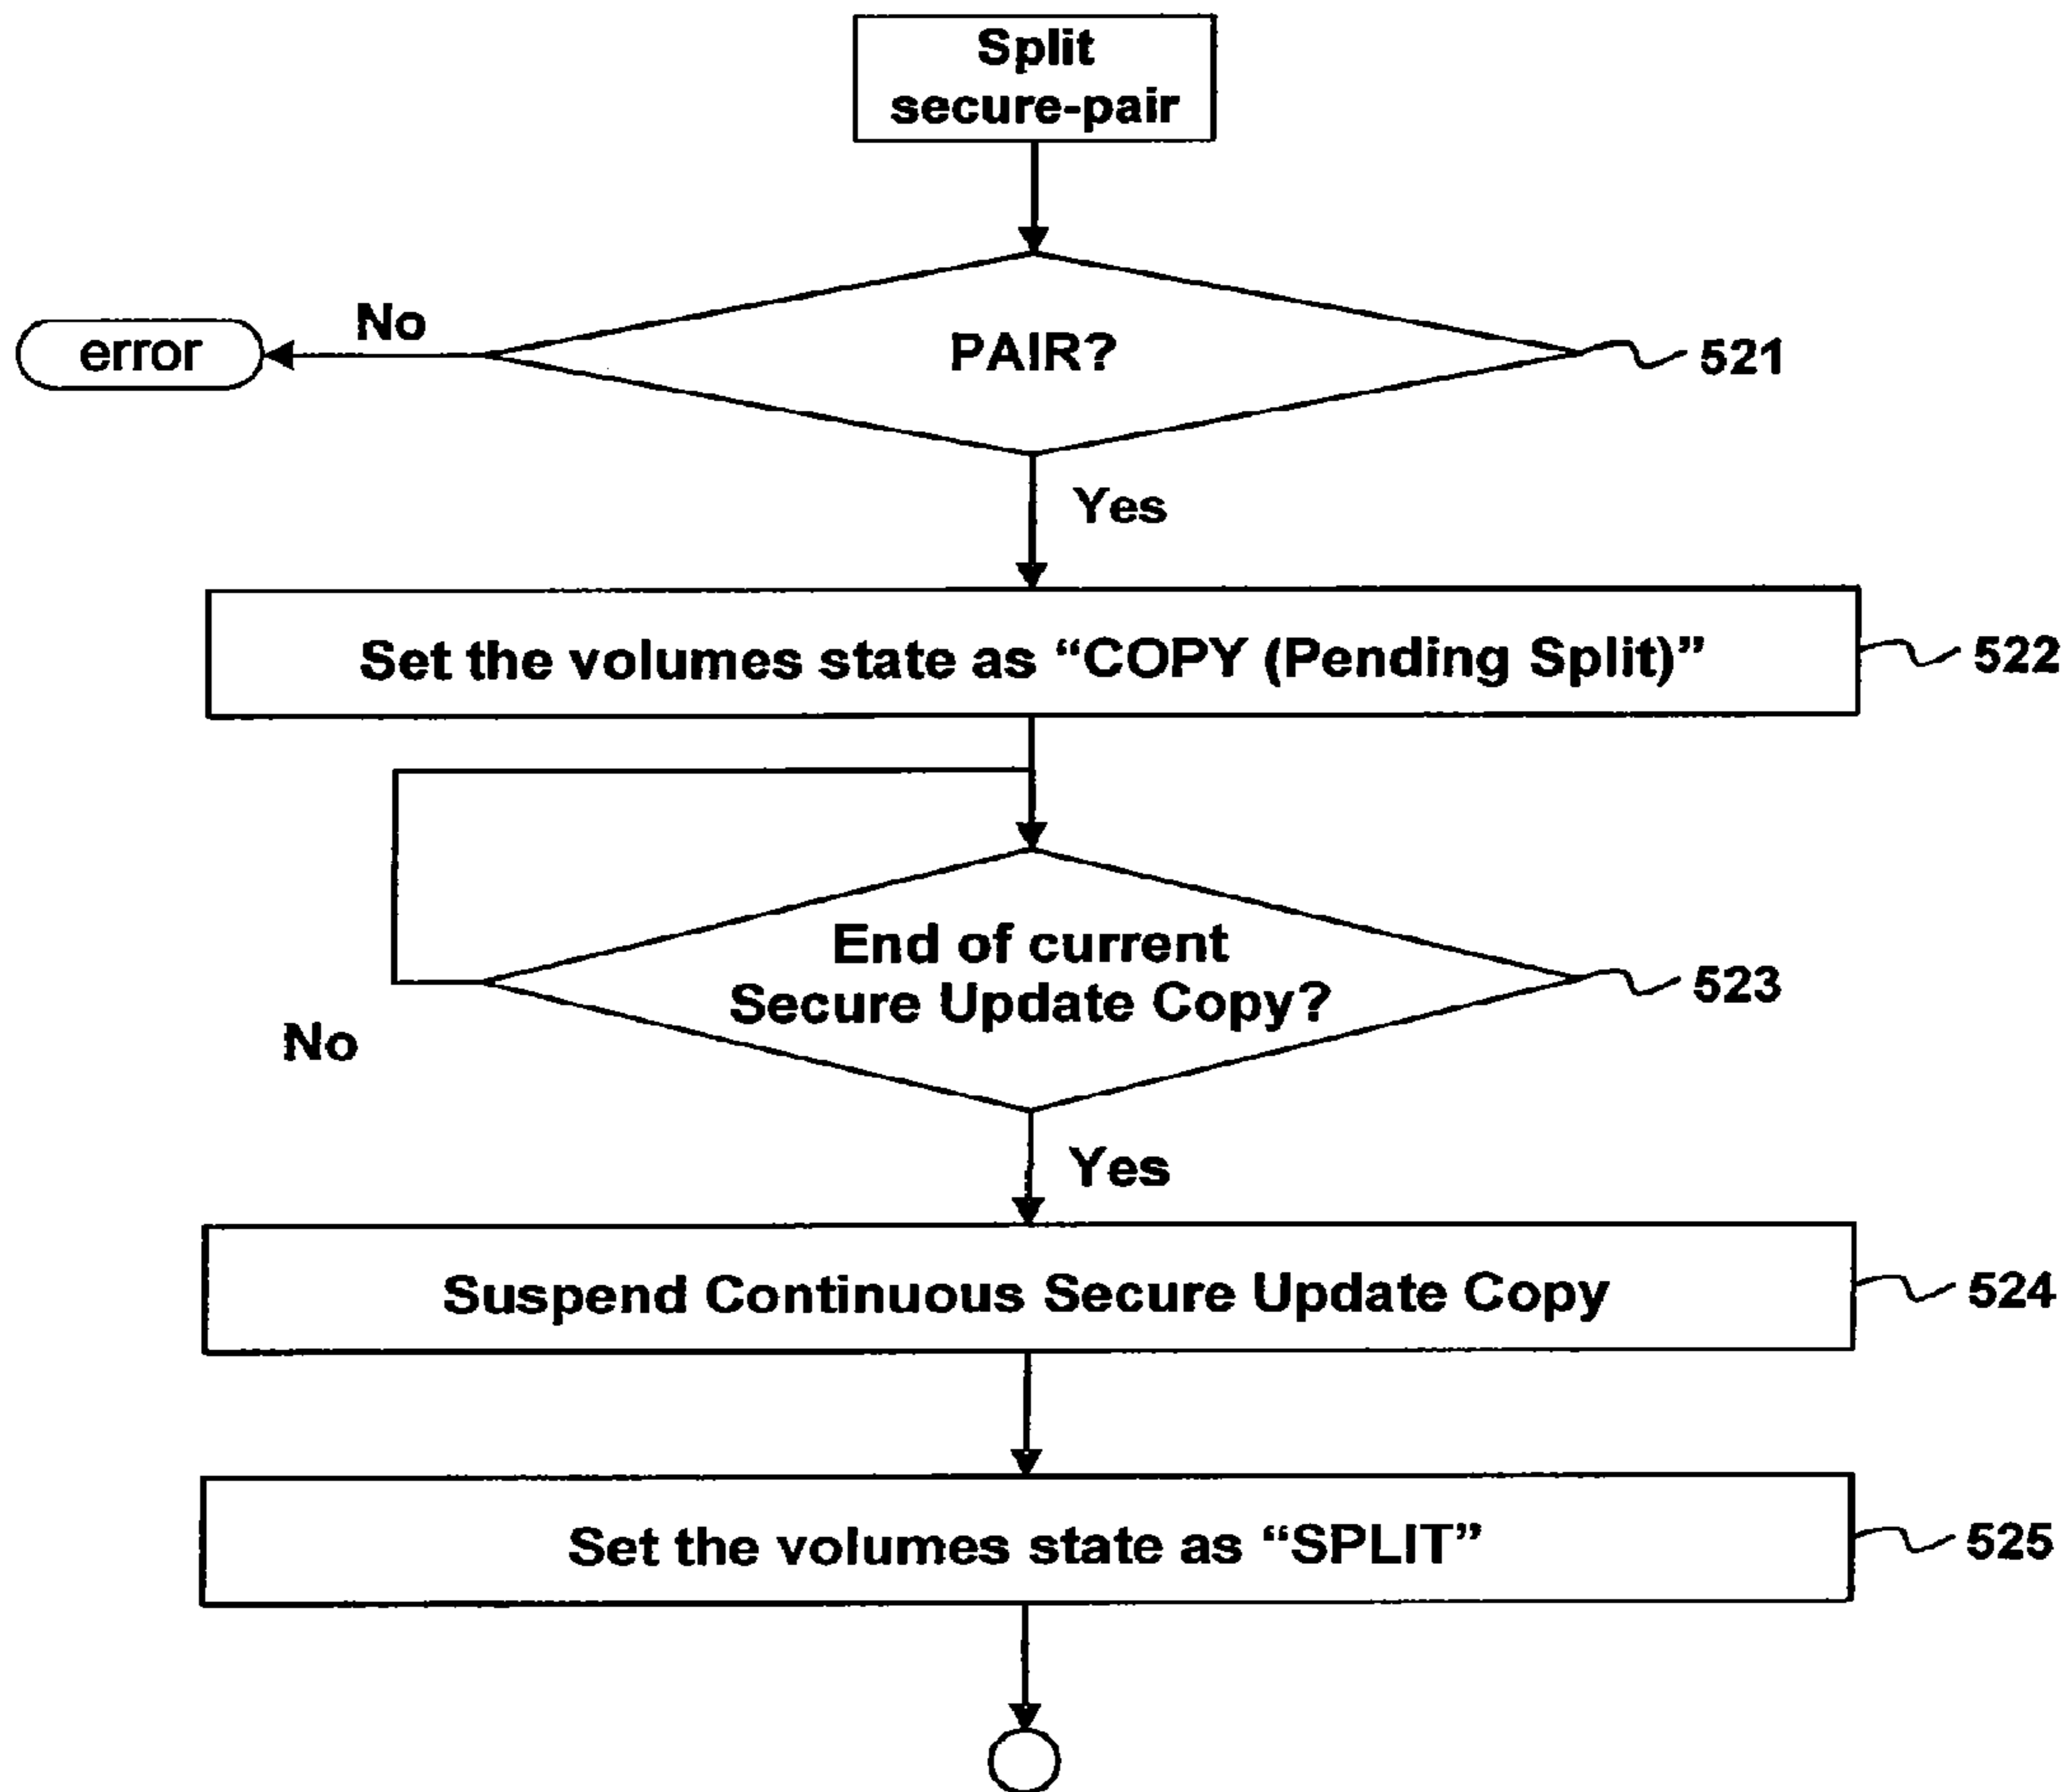 Split
secure-pair
PAIR?
521
No
error
Yes
Set the volumes state as “COPY (Pending Split)”
522
End of current
Secure Update Copy?
523
No
Yes
Suspend Continuous Secure Update Copy
524
Set the volumes state as “SPLIT”
525